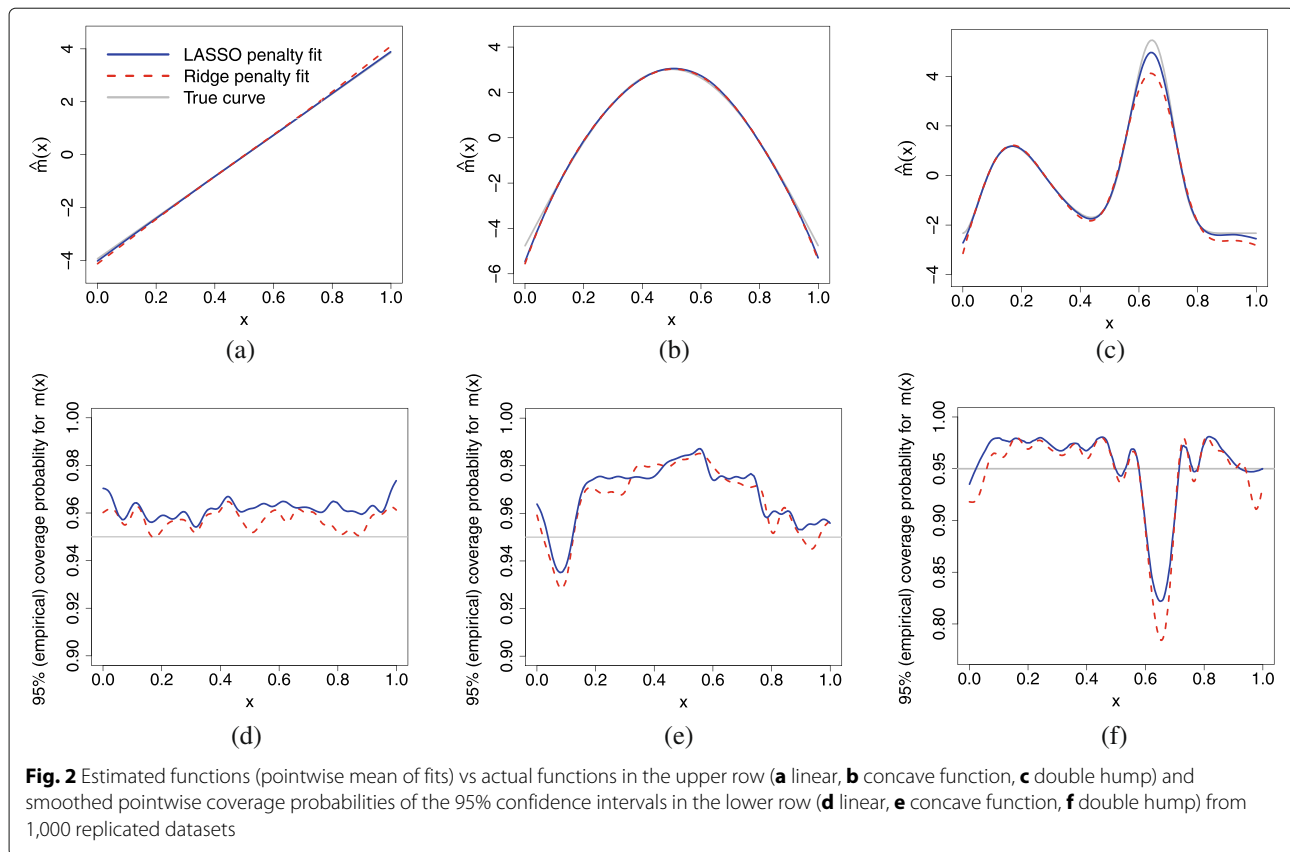 LASSO penalty fit
Ridge penalty fit
True curve
m̂(x)
4
2
0
−2
−4
0.0 0.2 0.4 0.6 0.8 1.0
x
(a)
m̂(x)
4
2
0
−2
−4
−6
0.0 0.2 0.4 0.6 0.8 1.0
x
(b)
m̂(x)
4
2
0
−2
−4
0.0 0.2 0.4 0.6 0.8 1.0
x
(c)
95% (empirical) coverage probablity for m(x)
1.00
0.98
0.96
0.94
0.92
0.90
0.0 0.2 0.4 0.6 0.8 1.0
x
(d)
95% (empirical) coverage probablity for m(x)
1.00
0.98
0.96
0.94
0.92
0.90
0.0 0.2 0.4 0.6 0.8 1.0
x
(e)
95% (empirical) coverage probablity for m(x)
1.00
0.95
0.90
0.85
0.80
0.0 0.2 0.4 0.6 0.8 1.0
x
(f)
Fig. 2 Estimated functions (pointwise mean of fits) vs actual functions in the upper row (a linear, b concave function, c double hump) and
smoothed pointwise coverage probabilities of the 95% confidence intervals in the lower row (d linear, e concave function, f double hump) from
1,000 replicated datasets